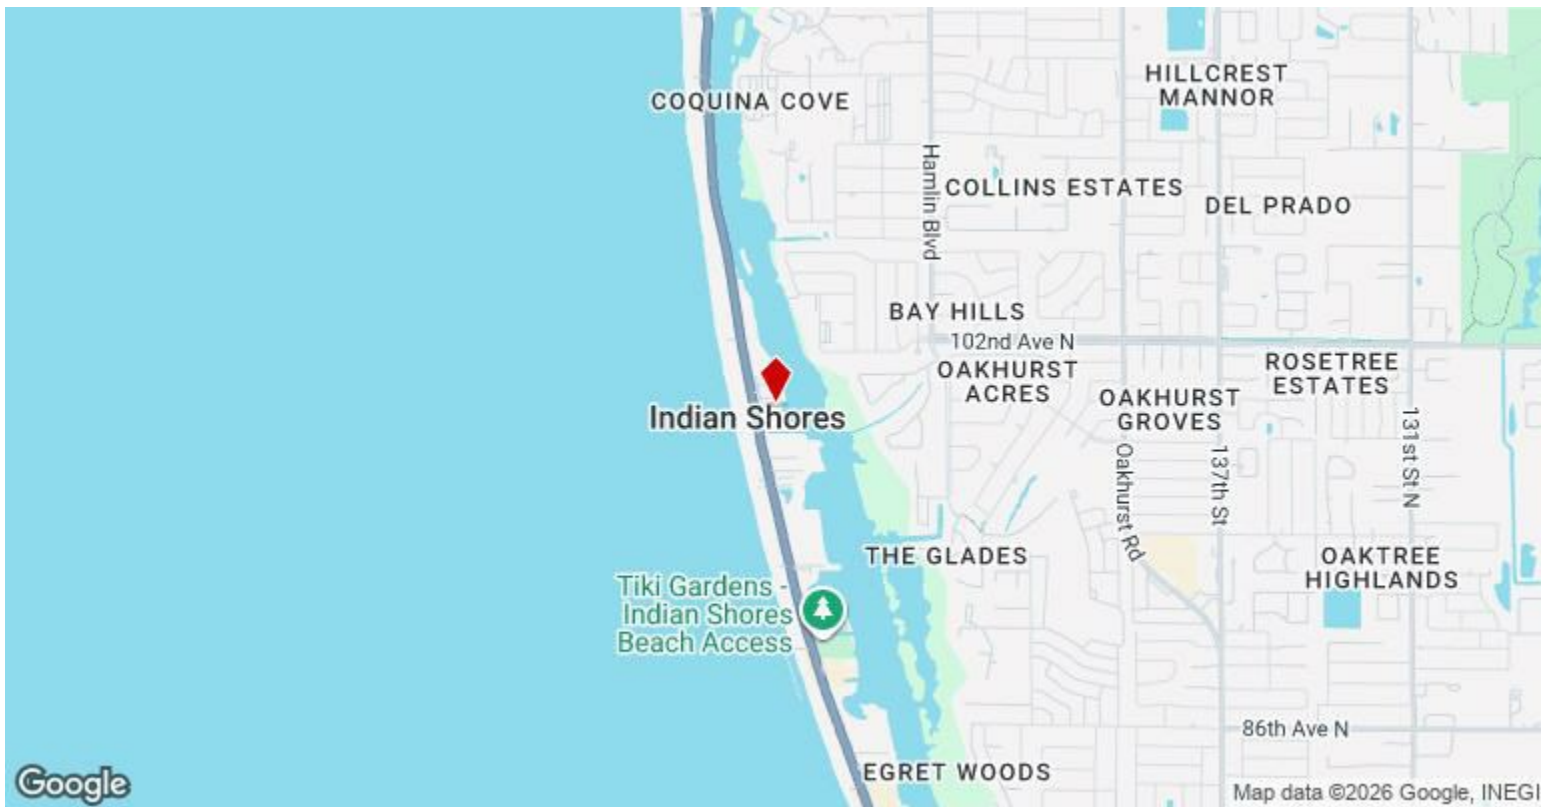 COQUINA COVE
HILLCREST
MANNOR
Hamlin Blvd
COLLINS ESTATES
DEL PRADO
BAY HILLS
102nd Ave N
OAKHURST
ACRES
ROSETREE
ESTATES
OAKHURST
GROVES
Indian Shores
131st St N
137th St
Oakhurst Rd
THE GLADES
OAKTREE
HIGHLANDS
Tiki Gardens -
Indian Shores
Beach Access
86th Ave N
EGRET WOODS
Google
Map data ©2026 Google, INEGI